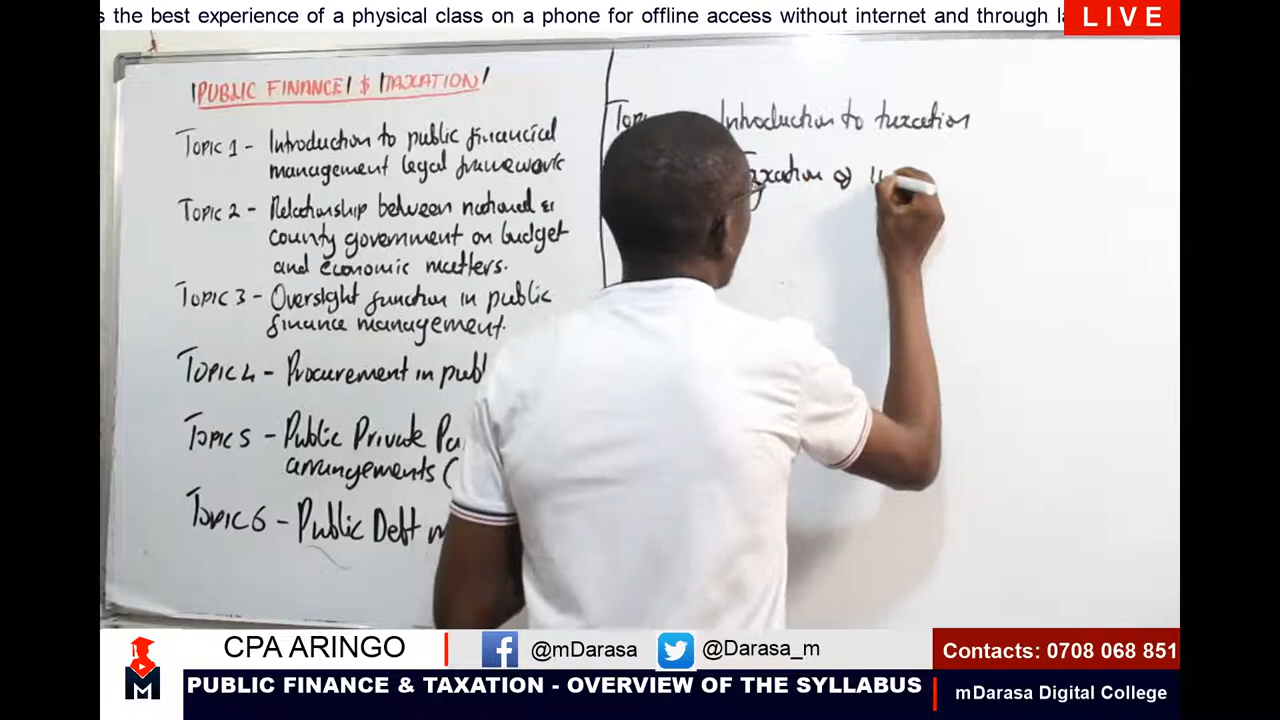 s the best experience of a physical class on a phone for offline access without internet and through la
LIVE
PUBLIC FINANCE & TAXATION
TOPIC 1 - Introduction to public financial
management legal framework
TOPIC 2 - Relationship between national &
county government on budget
and economic matters.
TOPIC 3 - Oversight function in public
finance management.
TOPIC 4 - Procurement in publ
TOPIC 5 - Public Private Pa
arrangements (
TOPIC 6 - Public Debt m
Top Introduction to taxation
Taxation of
CPA ARINGO
@mDarasa
@Darasa_m
Contacts: 0708 068 851
M
PUBLIC FINANCE & TAXATION - OVERVIEW OF THE SYLLABUS
mDarasa Digital College